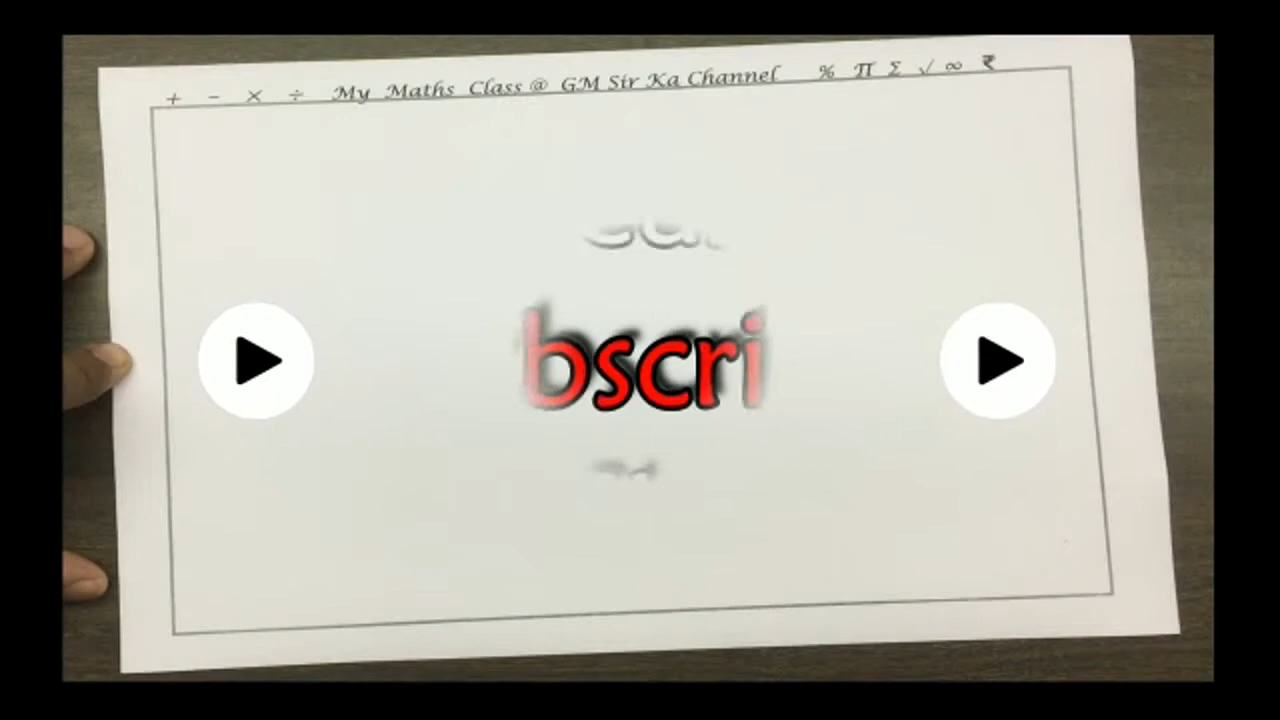 + - × ÷ My Maths Class @ GM Sir Ka Channel % Π Σ √ ∞ ₹
bscri